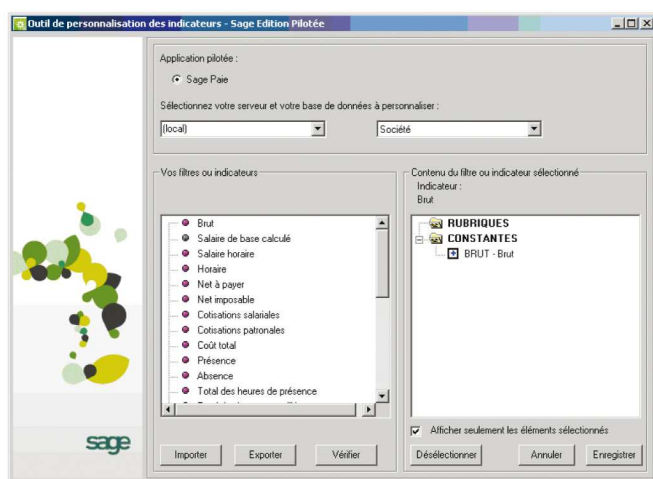 Outil de personnalisation des indicateurs - Sage Edition Pilotée
Application pilotée :
Sage Paie
Sélectionnez votre serveur et votre base de données à personnaliser :
(local)
Société
Vos filtres ou indicateurs
Brut
Salaire de base calculé
Salaire horaire
Horaire
Net à payer
Net imposable
Cotisations salariales
Cotisations patronales
Coût total
Présence
Absence
Total des heures de présence
Contenu du filtre ou indicateur sélectionné
Indicateur :
Brut
RUBRIQUES
CONSTANTES
BRUT - Brut
Afficher seulement les éléments sélectionnés
Importer
Exporter
Vérifier
Désélectionner
Annuler
Enregistrer
sage